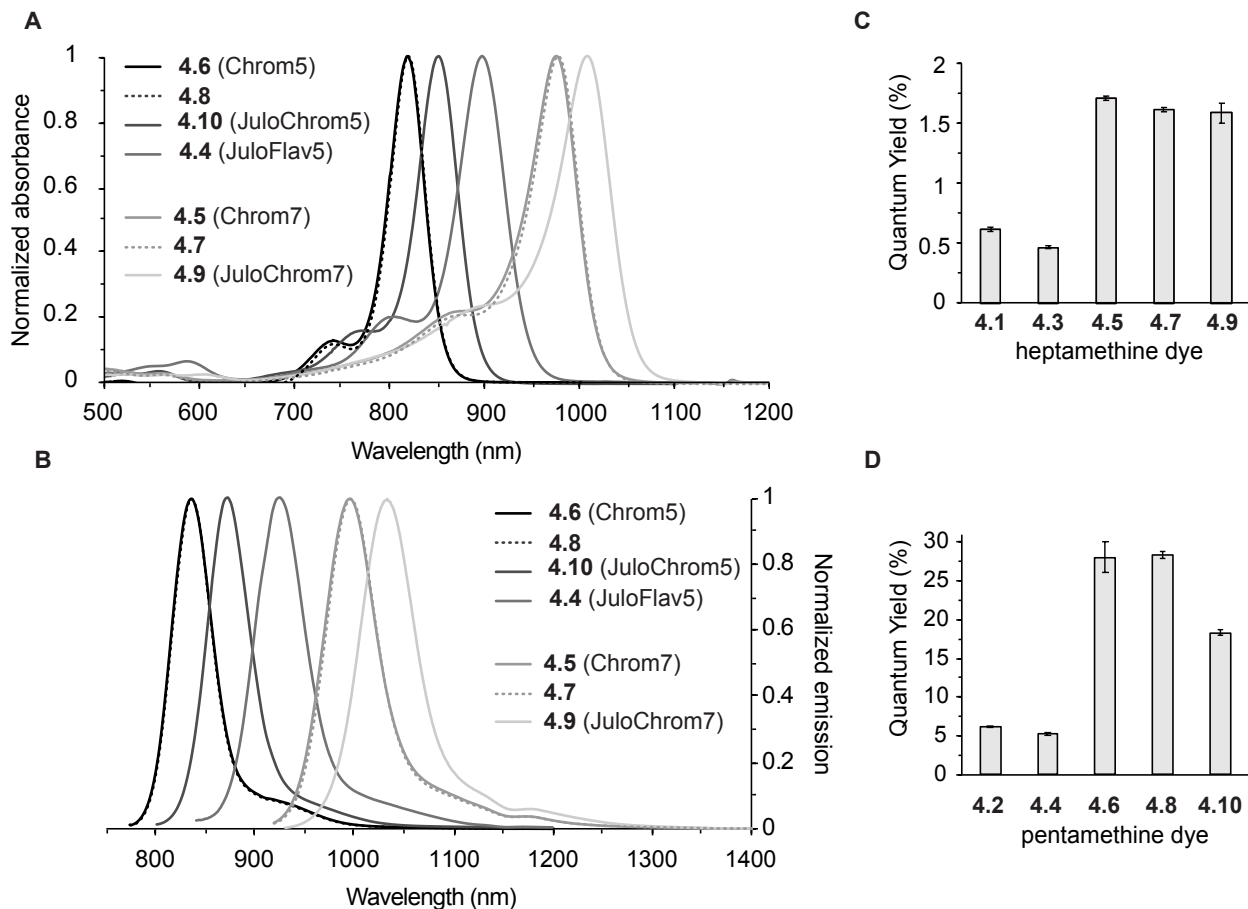 A
Normalized absorbance
1
0.8
0.6
0.4
0.2
0
4.6 (Chrom5)
4.8
4.10 (JuloChrom5)
4.4 (JuloFlav5)
4.5 (Chrom7)
4.7
4.9 (JuloChrom7)
500 600 700 800 900 1000 1100 1200
Wavelength (nm)
B
4.6 (Chrom5)
4.8
4.10 (JuloChrom5)
4.4 (JuloFlav5)
4.5 (Chrom7)
4.7
4.9 (JuloChrom7)
1
0.8
0.6
0.4
0.2
0
Normalized emission
800 900 1000 1100 1200 1300 1400
Wavelength (nm)
C
Quantum Yield (%)
2
1.5
1
0.5
0
4.1 4.3 4.5 4.7 4.9
heptamethine dye
D
Quantum Yield (%)
30
25
20
15
10
5
0
4.2 4.4 4.6 4.8 4.10
pentamethine dye